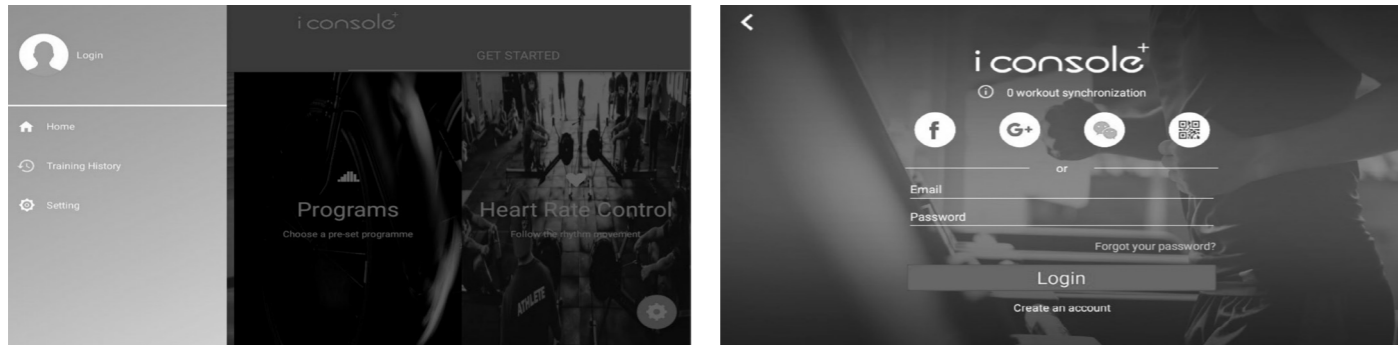 Login
Home
Training History
Setting
i console+
GET STARTED
Programs
Choose a pre-set programme
Heart Rate Control
Follow the rhythm movement
ATHLETE
i console+
0 workout synchronization
f
G+
or
Email
Password
Forgot your password?
Login
Create an account